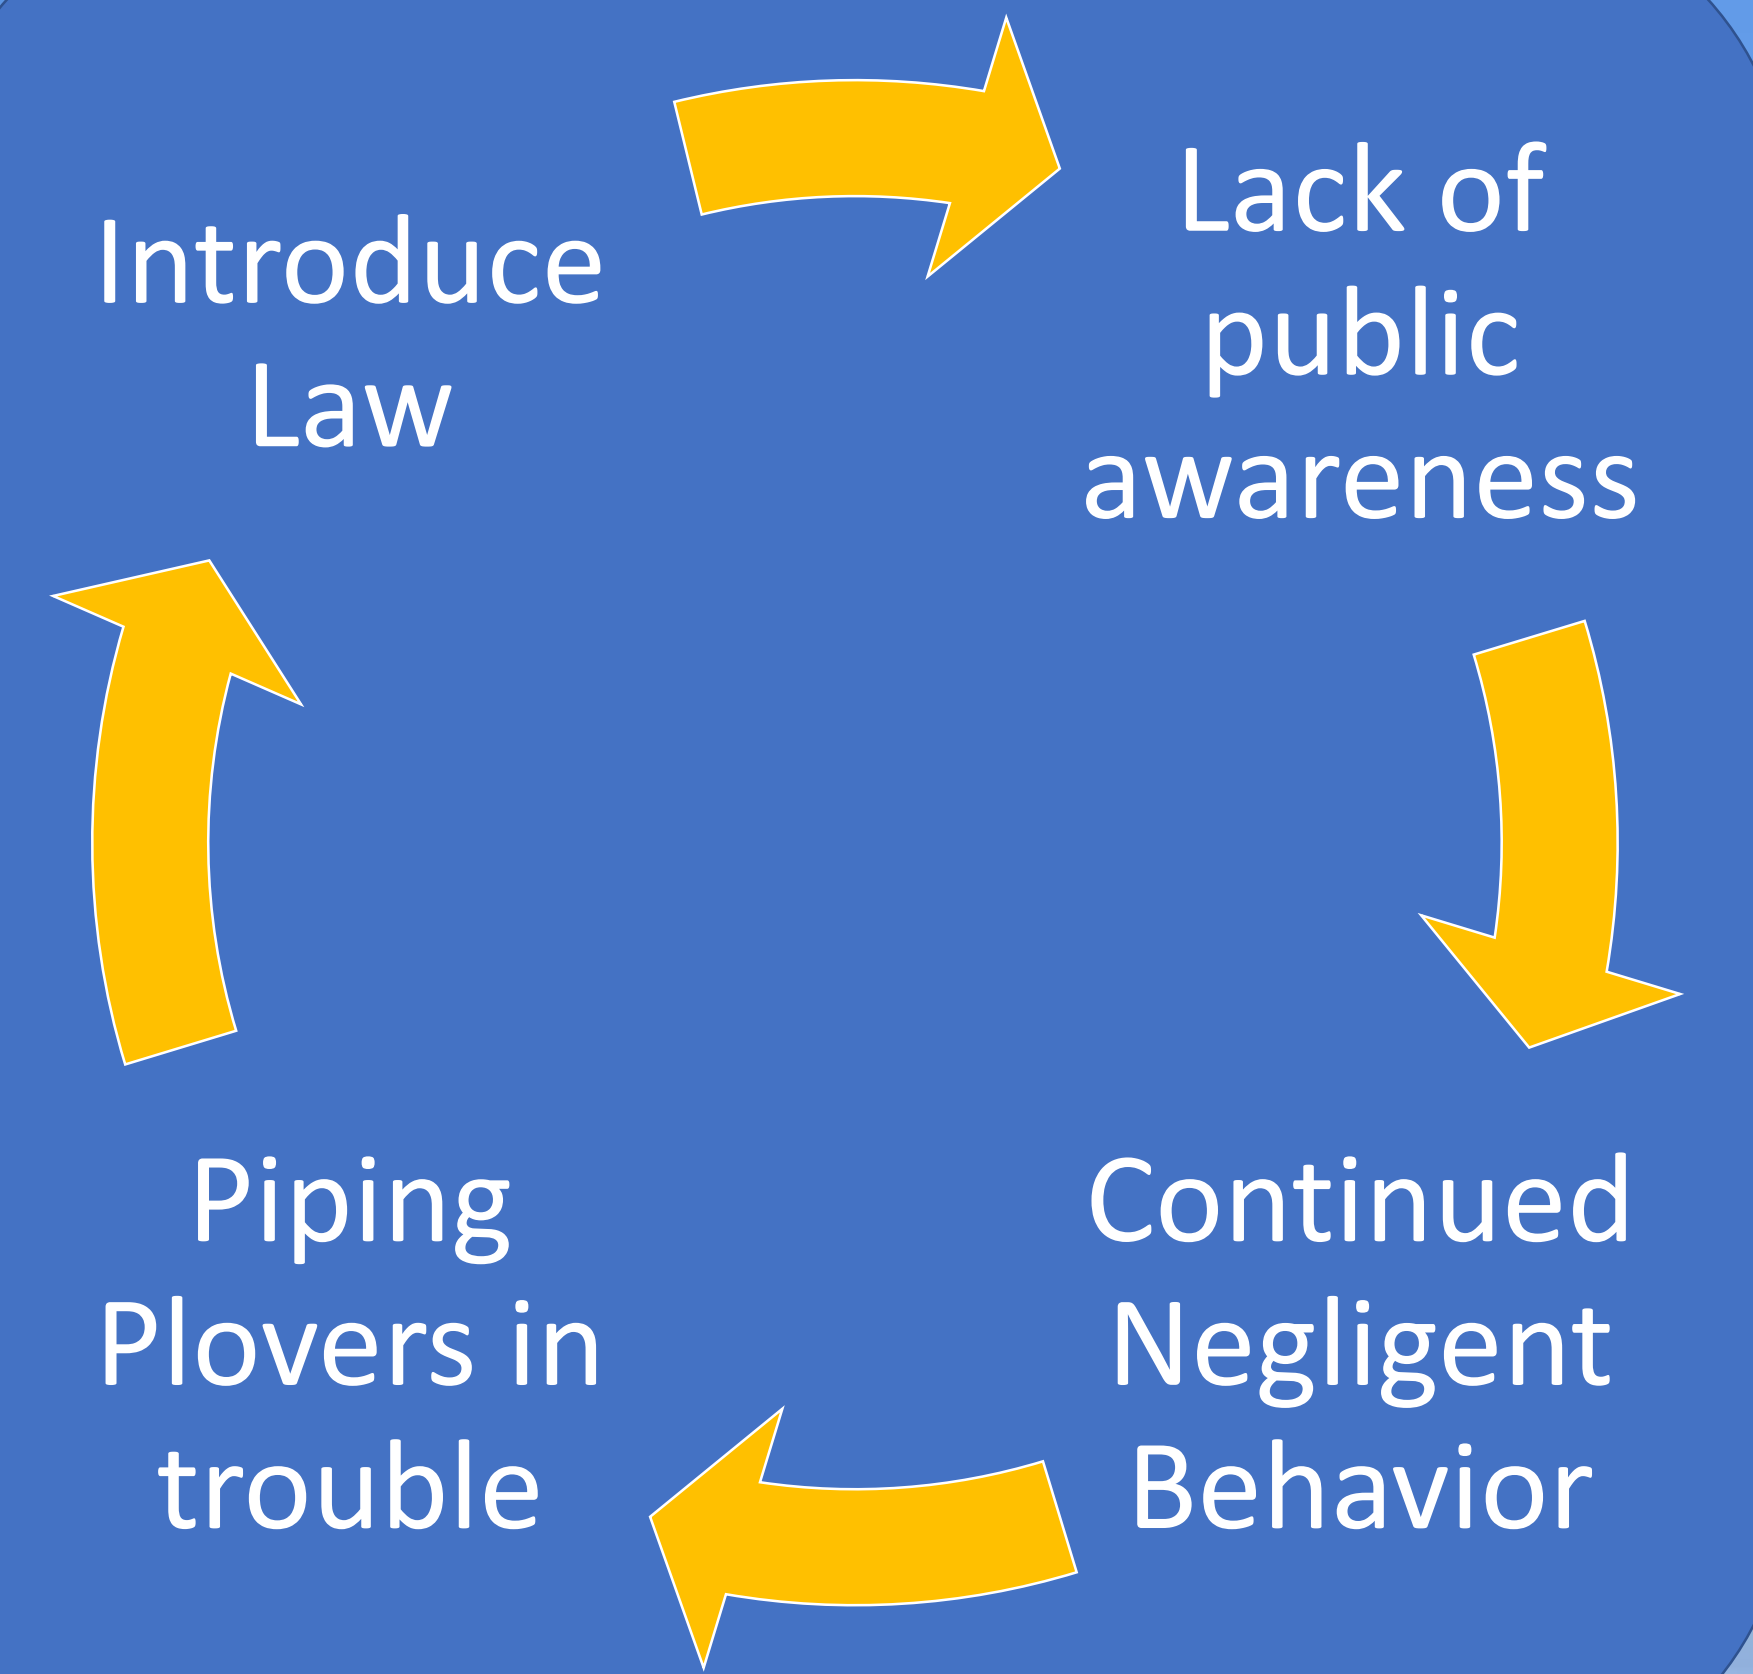 Introduce
Law
Lack of
public
awareness
Continued
Negligent
Behavior
Piping
Plovers in
trouble